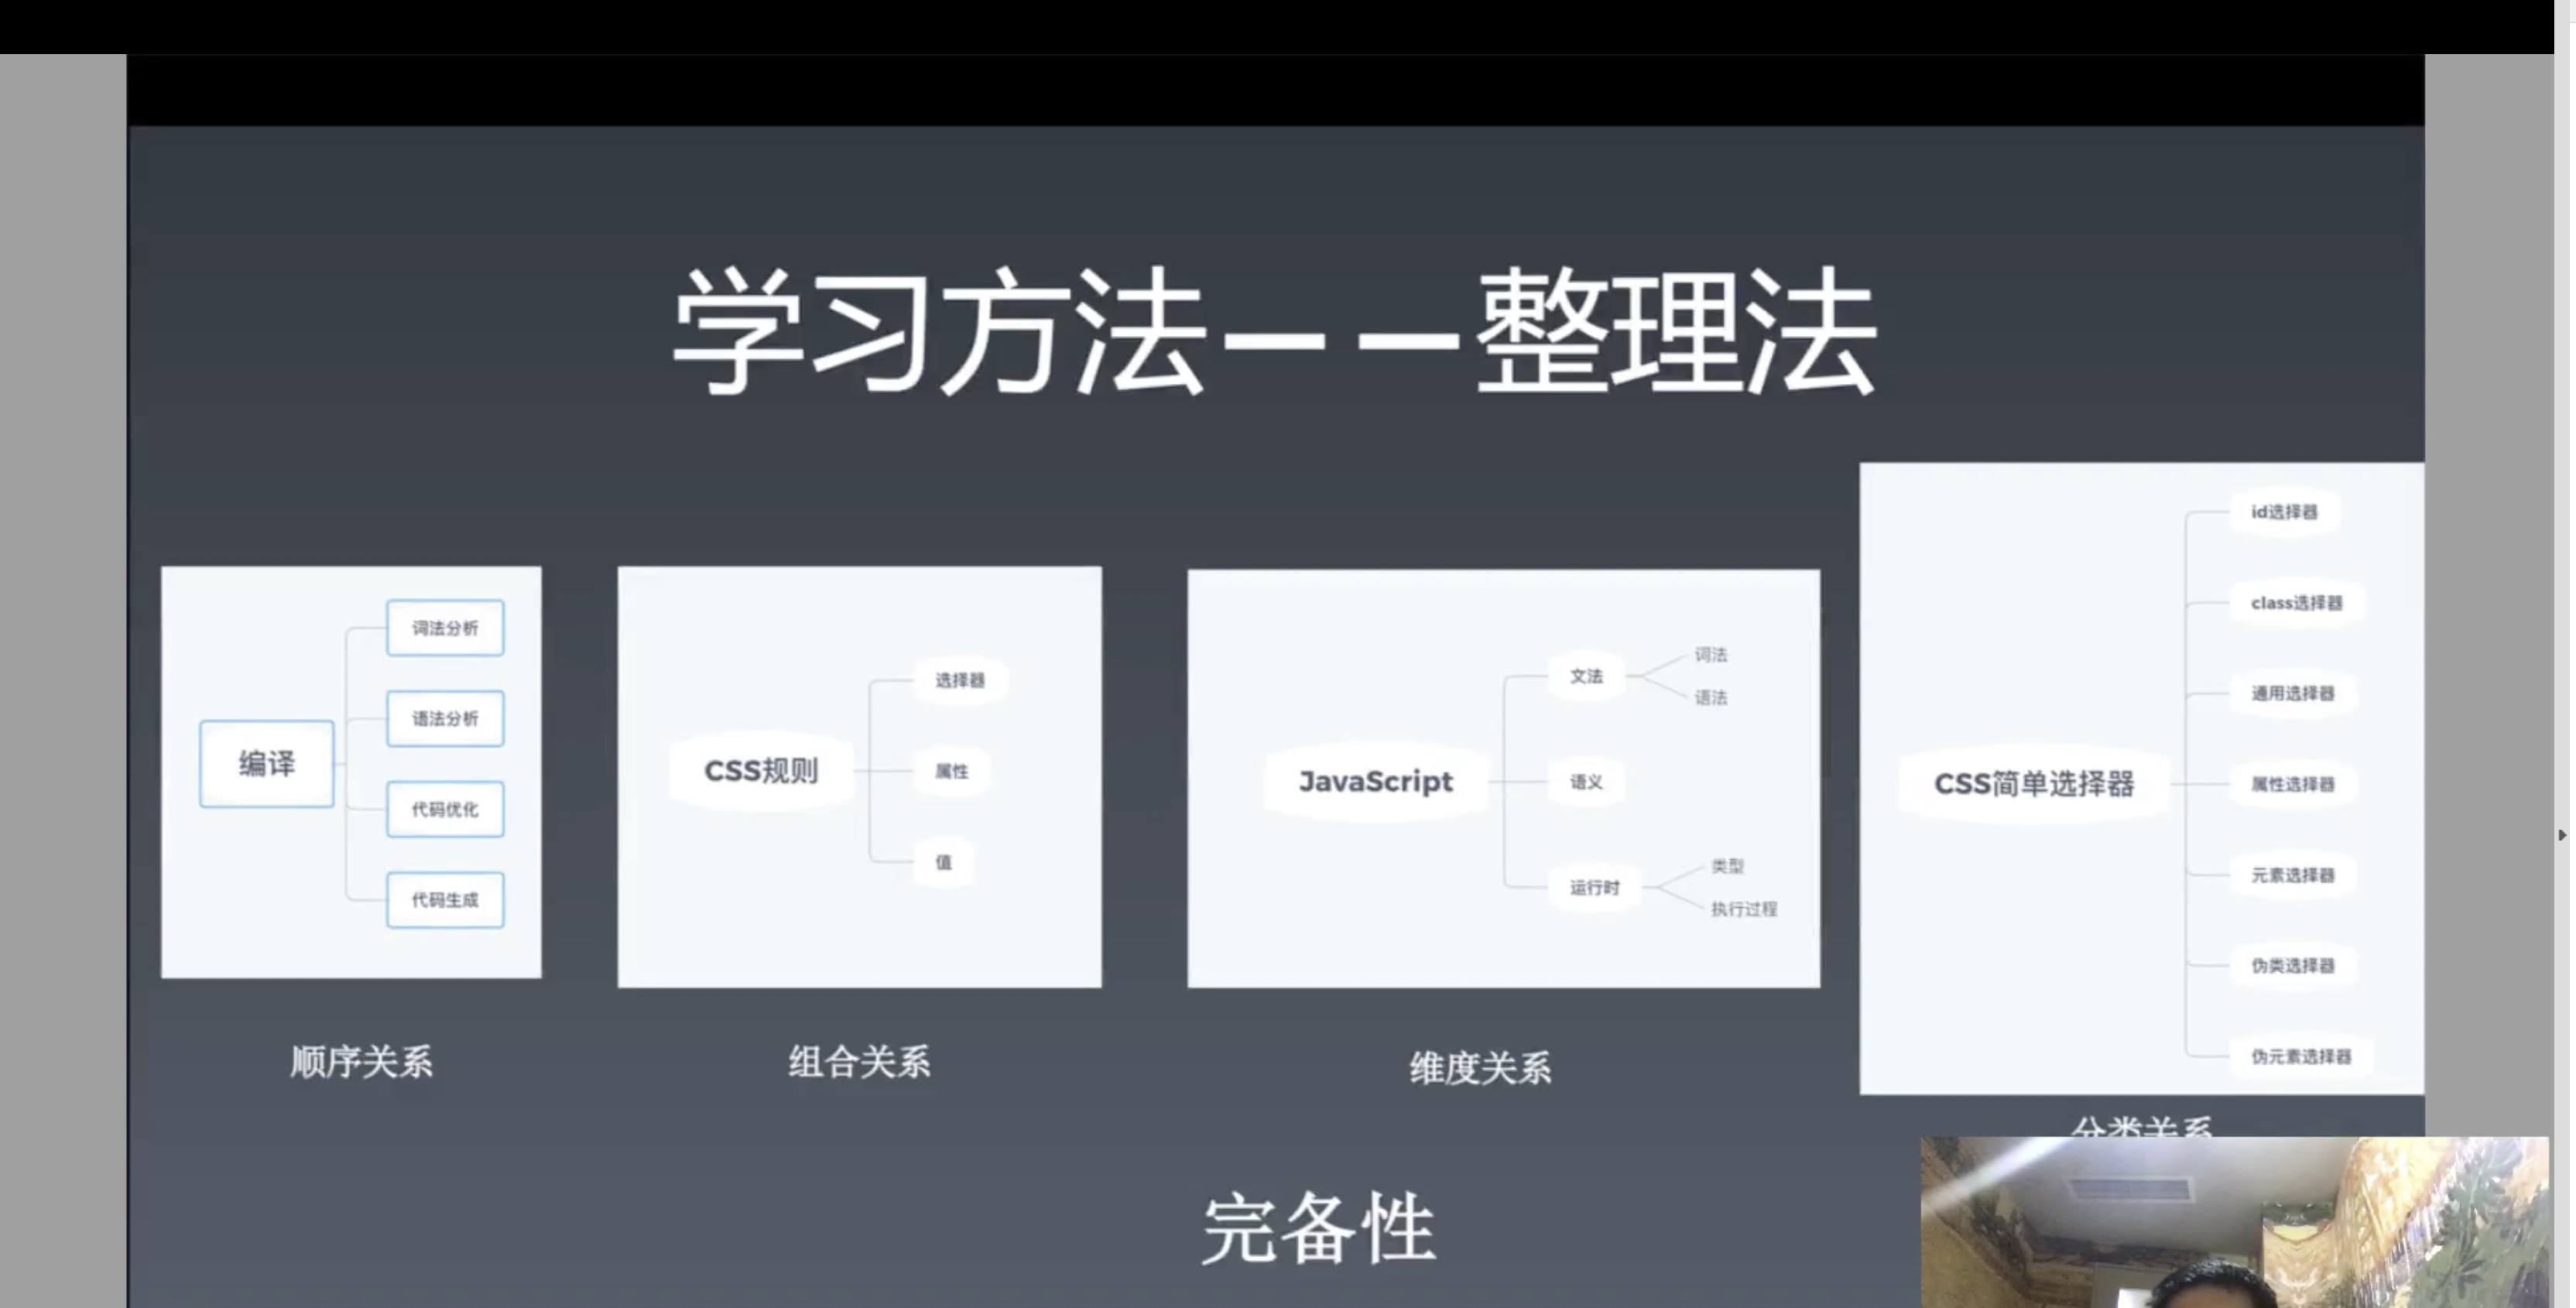 学习方法——整理法
编译
词法分析
语法分析
代码优化
代码生成
顺序关系
CSS规则
选择器
属性
值
组合关系
JavaScript
文法
词法
语法
语义
运行时
类型
执行过程
维度关系
CSS简单选择器
id选择器
class选择器
通用选择器
属性选择器
元素选择器
伪类选择器
伪元素选择器
分类关系
完备性